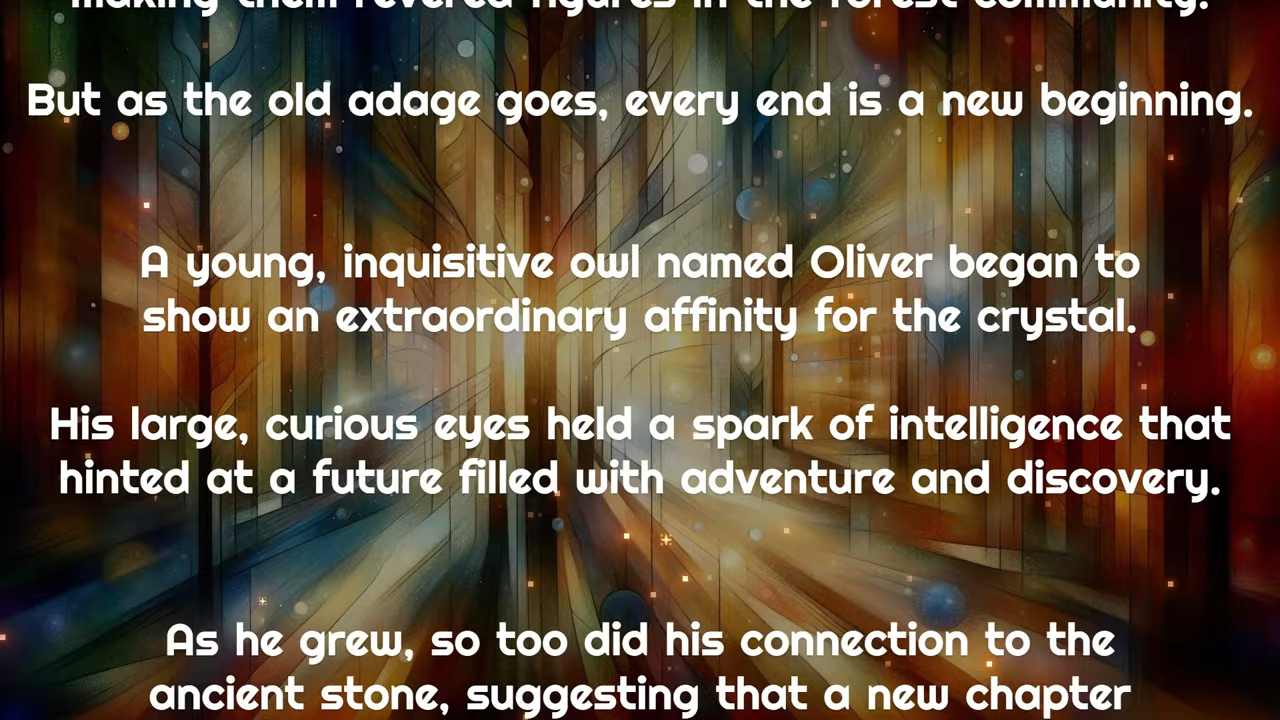 making them revered figures in the forest community.
But as the old adage goes, every end is a new beginning.
A young, inquisitive owl named Oliver began to
show an extraordinary affinity for the crystal.
His large, curious eyes held a spark of intelligence that
hinted at a future filled with adventure and discovery.
As he grew, so too did his connection to the
ancient stone, suggesting that a new chapter